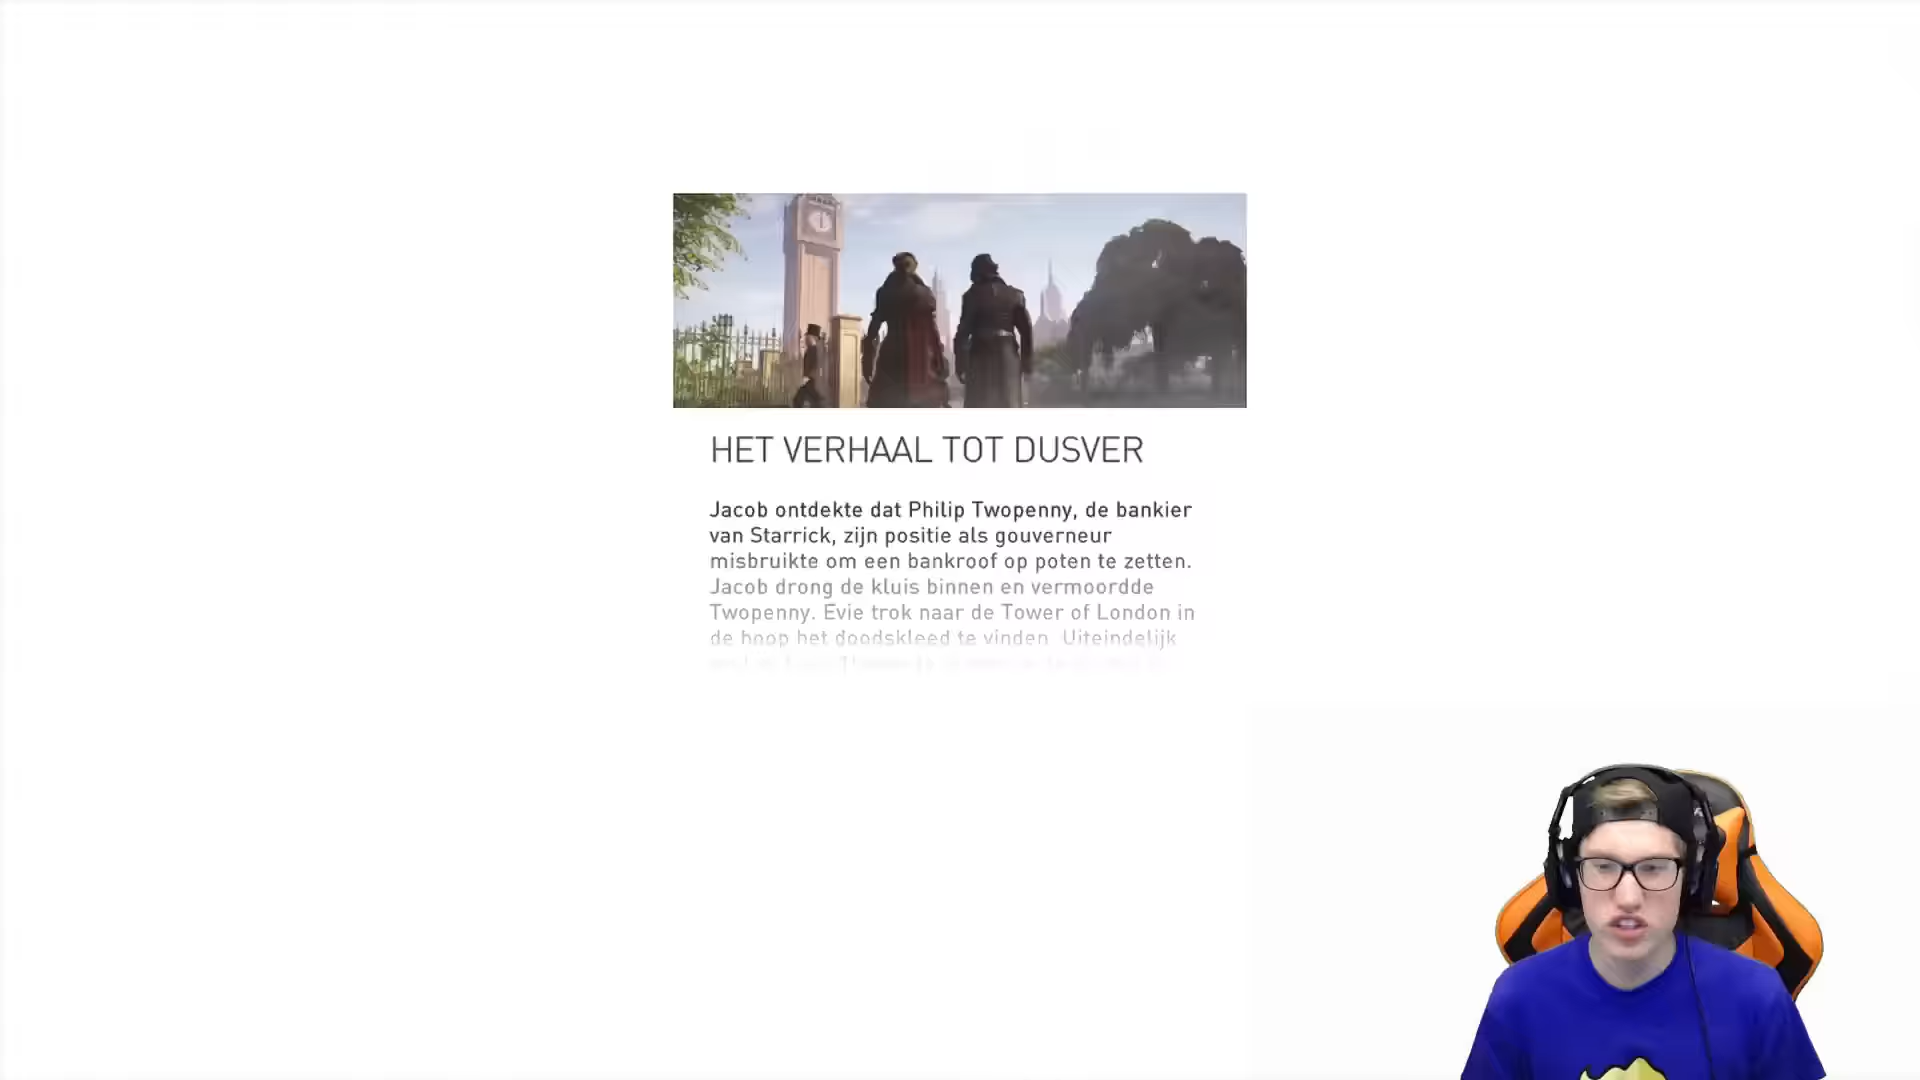 HET VERHAAL TOT DUSVER
Jacob ontdekte dat Philip Twopenny, de bankier
van Starrick, zijn positie als gouverneur
misbruikte om een bankroof op poten te zetten.
Jacob drong de kluis binnen en vermoordde
Twopenny. Evie trok naar de Tower of London in
de hoop het doodskleed te vinden. Uiteindelijk